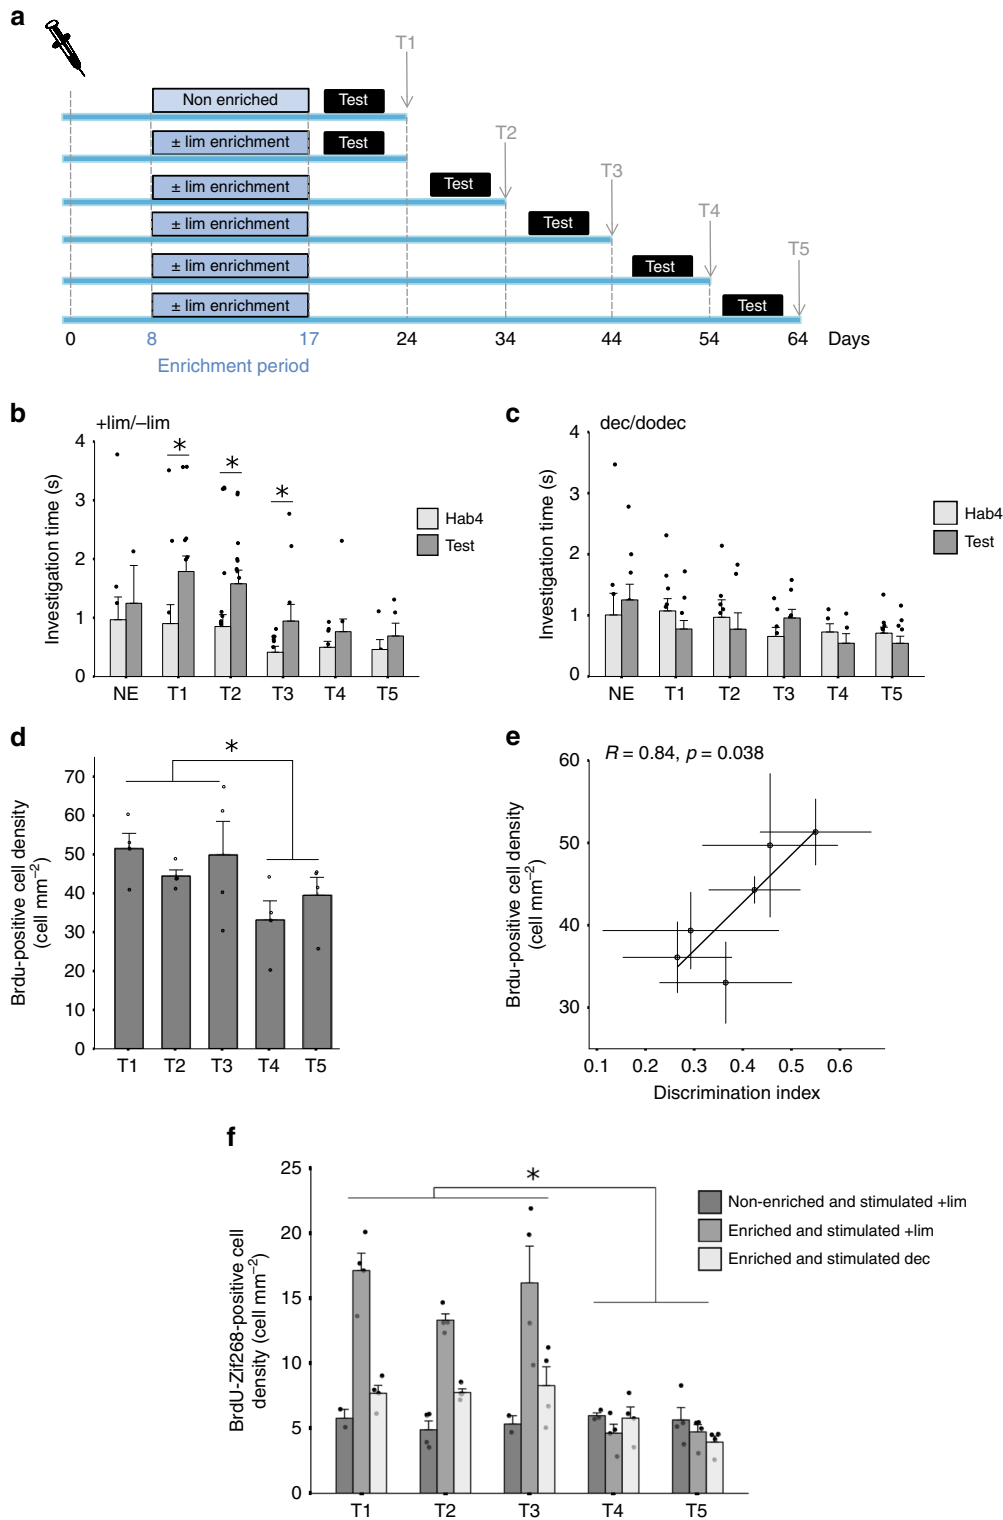 a
T1
Non enriched
Test
T2
± lim enrichment
Test
T3
± lim enrichment
Test
T4
± lim enrichment
Test
T5
± lim enrichment
Test
± lim enrichment
Test
0 8 17 24 34 44 54 64 Days
Enrichment period
b
+lim/–lim
4
3
2
1
0
Investigation time (s)
* * *
Hab4
Test
NE T1 T2 T3 T4 T5
c
dec/dodec
4
3
2
1
0
Investigation time (s)
Hab4
Test
NE T1 T2 T3 T4 T5
d
*
70
60
50
40
30
20
10
0
Brdu-positive cell density
(cell mm⁻²)
T1 T2 T3 T4 T5
e
R = 0.84, p = 0.038
60
50
40
30
Brdu-positive cell density
(cell mm⁻²)
0.1 0.2 0.3 0.4 0.5 0.6
Discrimination index
f
*
25
20
15
10
5
0
BrdU-Zif268-positive cell
density (cell mm⁻²)
Non-enriched and stimulated +lim
Enriched and stimulated +lim
Enriched and stimulated dec
T1 T2 T3 T4 T5